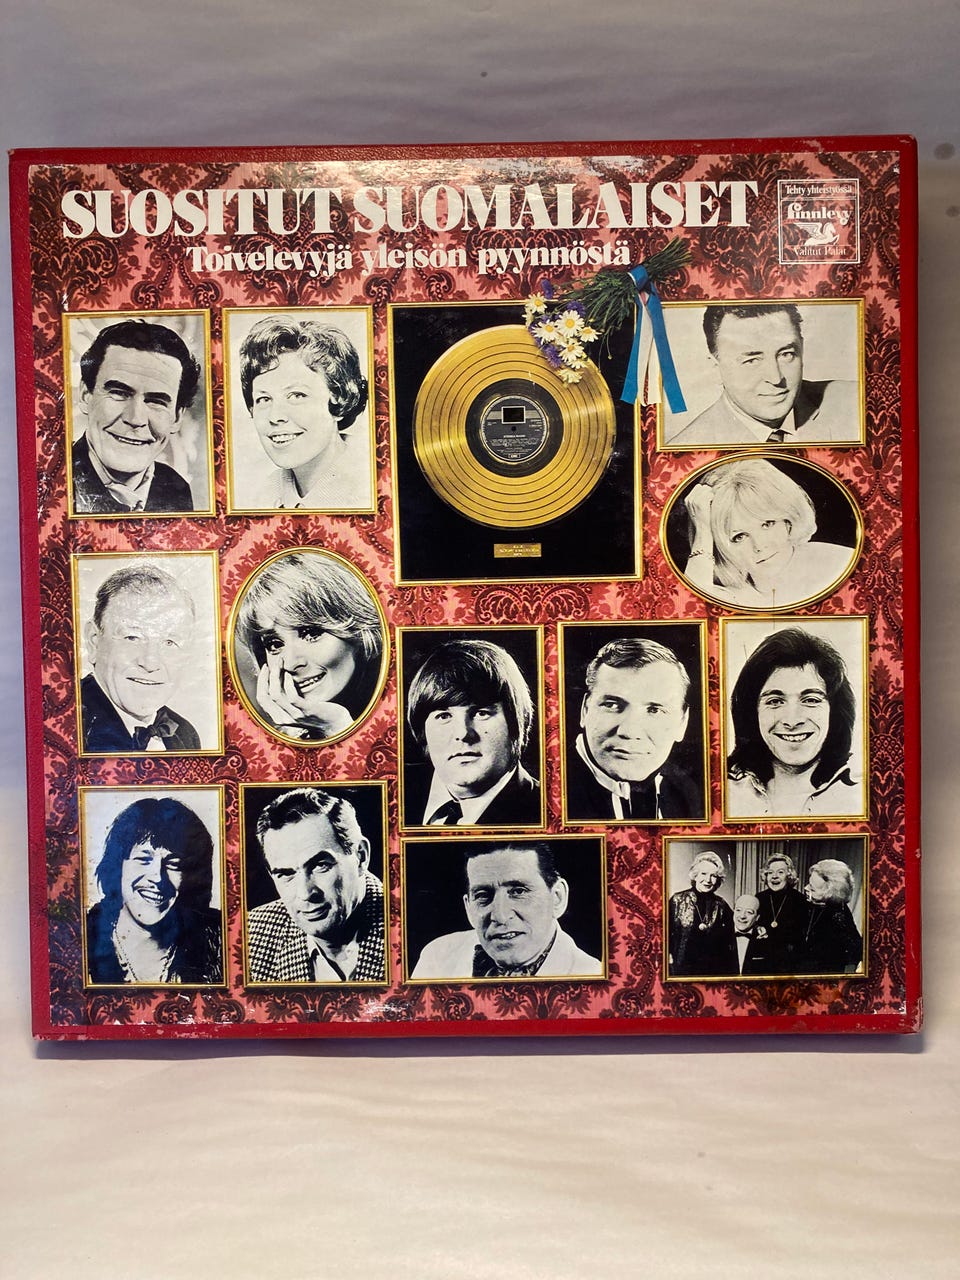 SUOSITUT SUOMALAISET
Toivelevyjä yleisön pyynnöstä
Tehty yhteistyössä
finnlevy
Valitut Palat